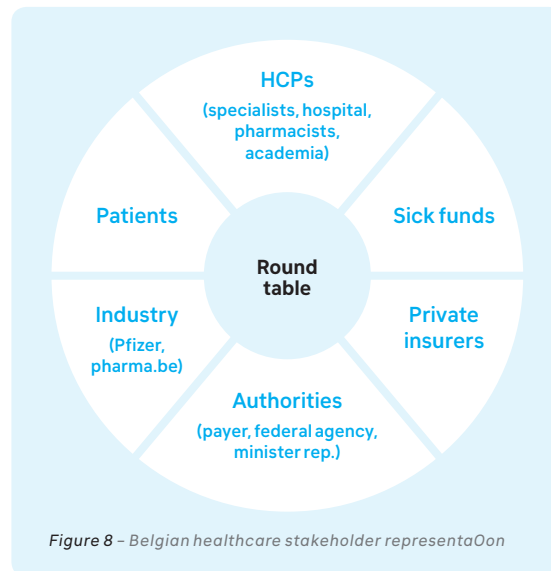 HCPs
(specialists, hospital,
pharmacists,
academia)
Patients
Sick funds
Round
table
Industry
(Pfizer,
pharma.be)
Private
insurers
Authorities
(payer, federal agency,
minister rep.)
Figure 8 – Belgian healthcare stakeholder representaOon